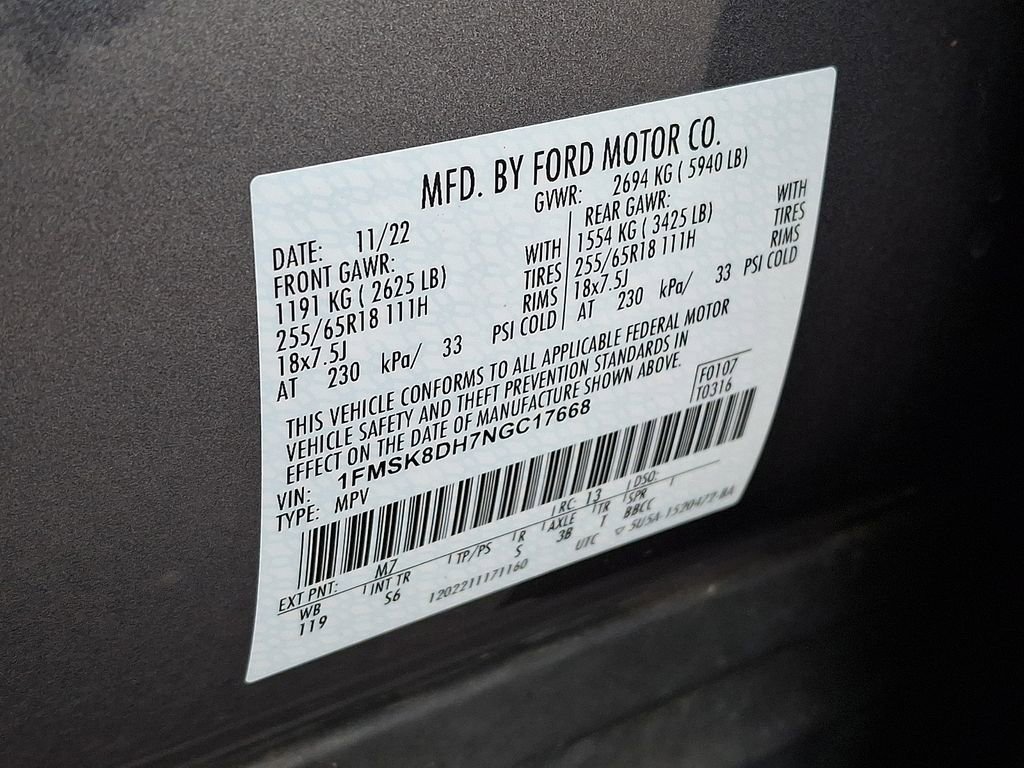 MFD. BY FORD MOTOR CO.
DATE: 11/22
GVWR: 2694 KG ( 5940 LB)
FRONT GAWR:
1191 KG ( 2625 LB) WITH
255/65R18 111H TIRES
18x7.5J RIMS
AT 230 kPa/ 33 PSI COLD
REAR GAWR:
1554 KG ( 3425 LB) WITH
255/65R18 111H TIRES
18x7.5J RIMS
AT 230 kPa/ 33 PSI COLD
THIS VEHICLE CONFORMS TO ALL APPLICABLE FEDERAL MOTOR
VEHICLE SAFETY AND THEFT PREVENTION STANDARDS IN
EFFECT ON THE DATE OF MANUFACTURE SHOWN ABOVE.
F0107
T0316
VIN: 1FMSK8DH7NGC17668
TYPE: MPV
EXT PNT: M7 RC: 13 DSO:
WB INT TR TP/PS R AXLE TR SPR
119 S6 S 3B T BBCC
1202211171160 UTC ▽ 5U5A-1520472-BA